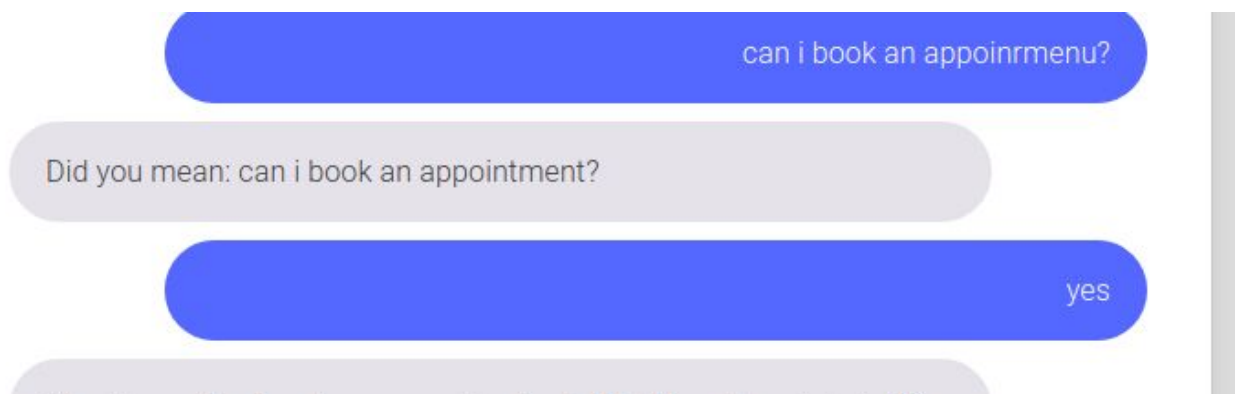 can i book an appoinrmenu?
Did you mean: can i book an appointment?
yes